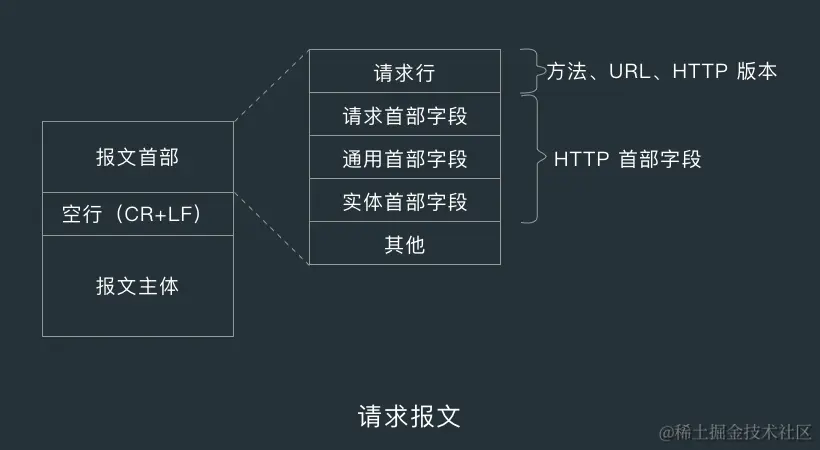 请求行
方法、URL、HTTP 版本
请求首部字段
报文首部
通用首部字段
HTTP 首部字段
空行（CR+LF）
实体首部字段
其他
报文主体
请求报文
@稀土掘金技术社区